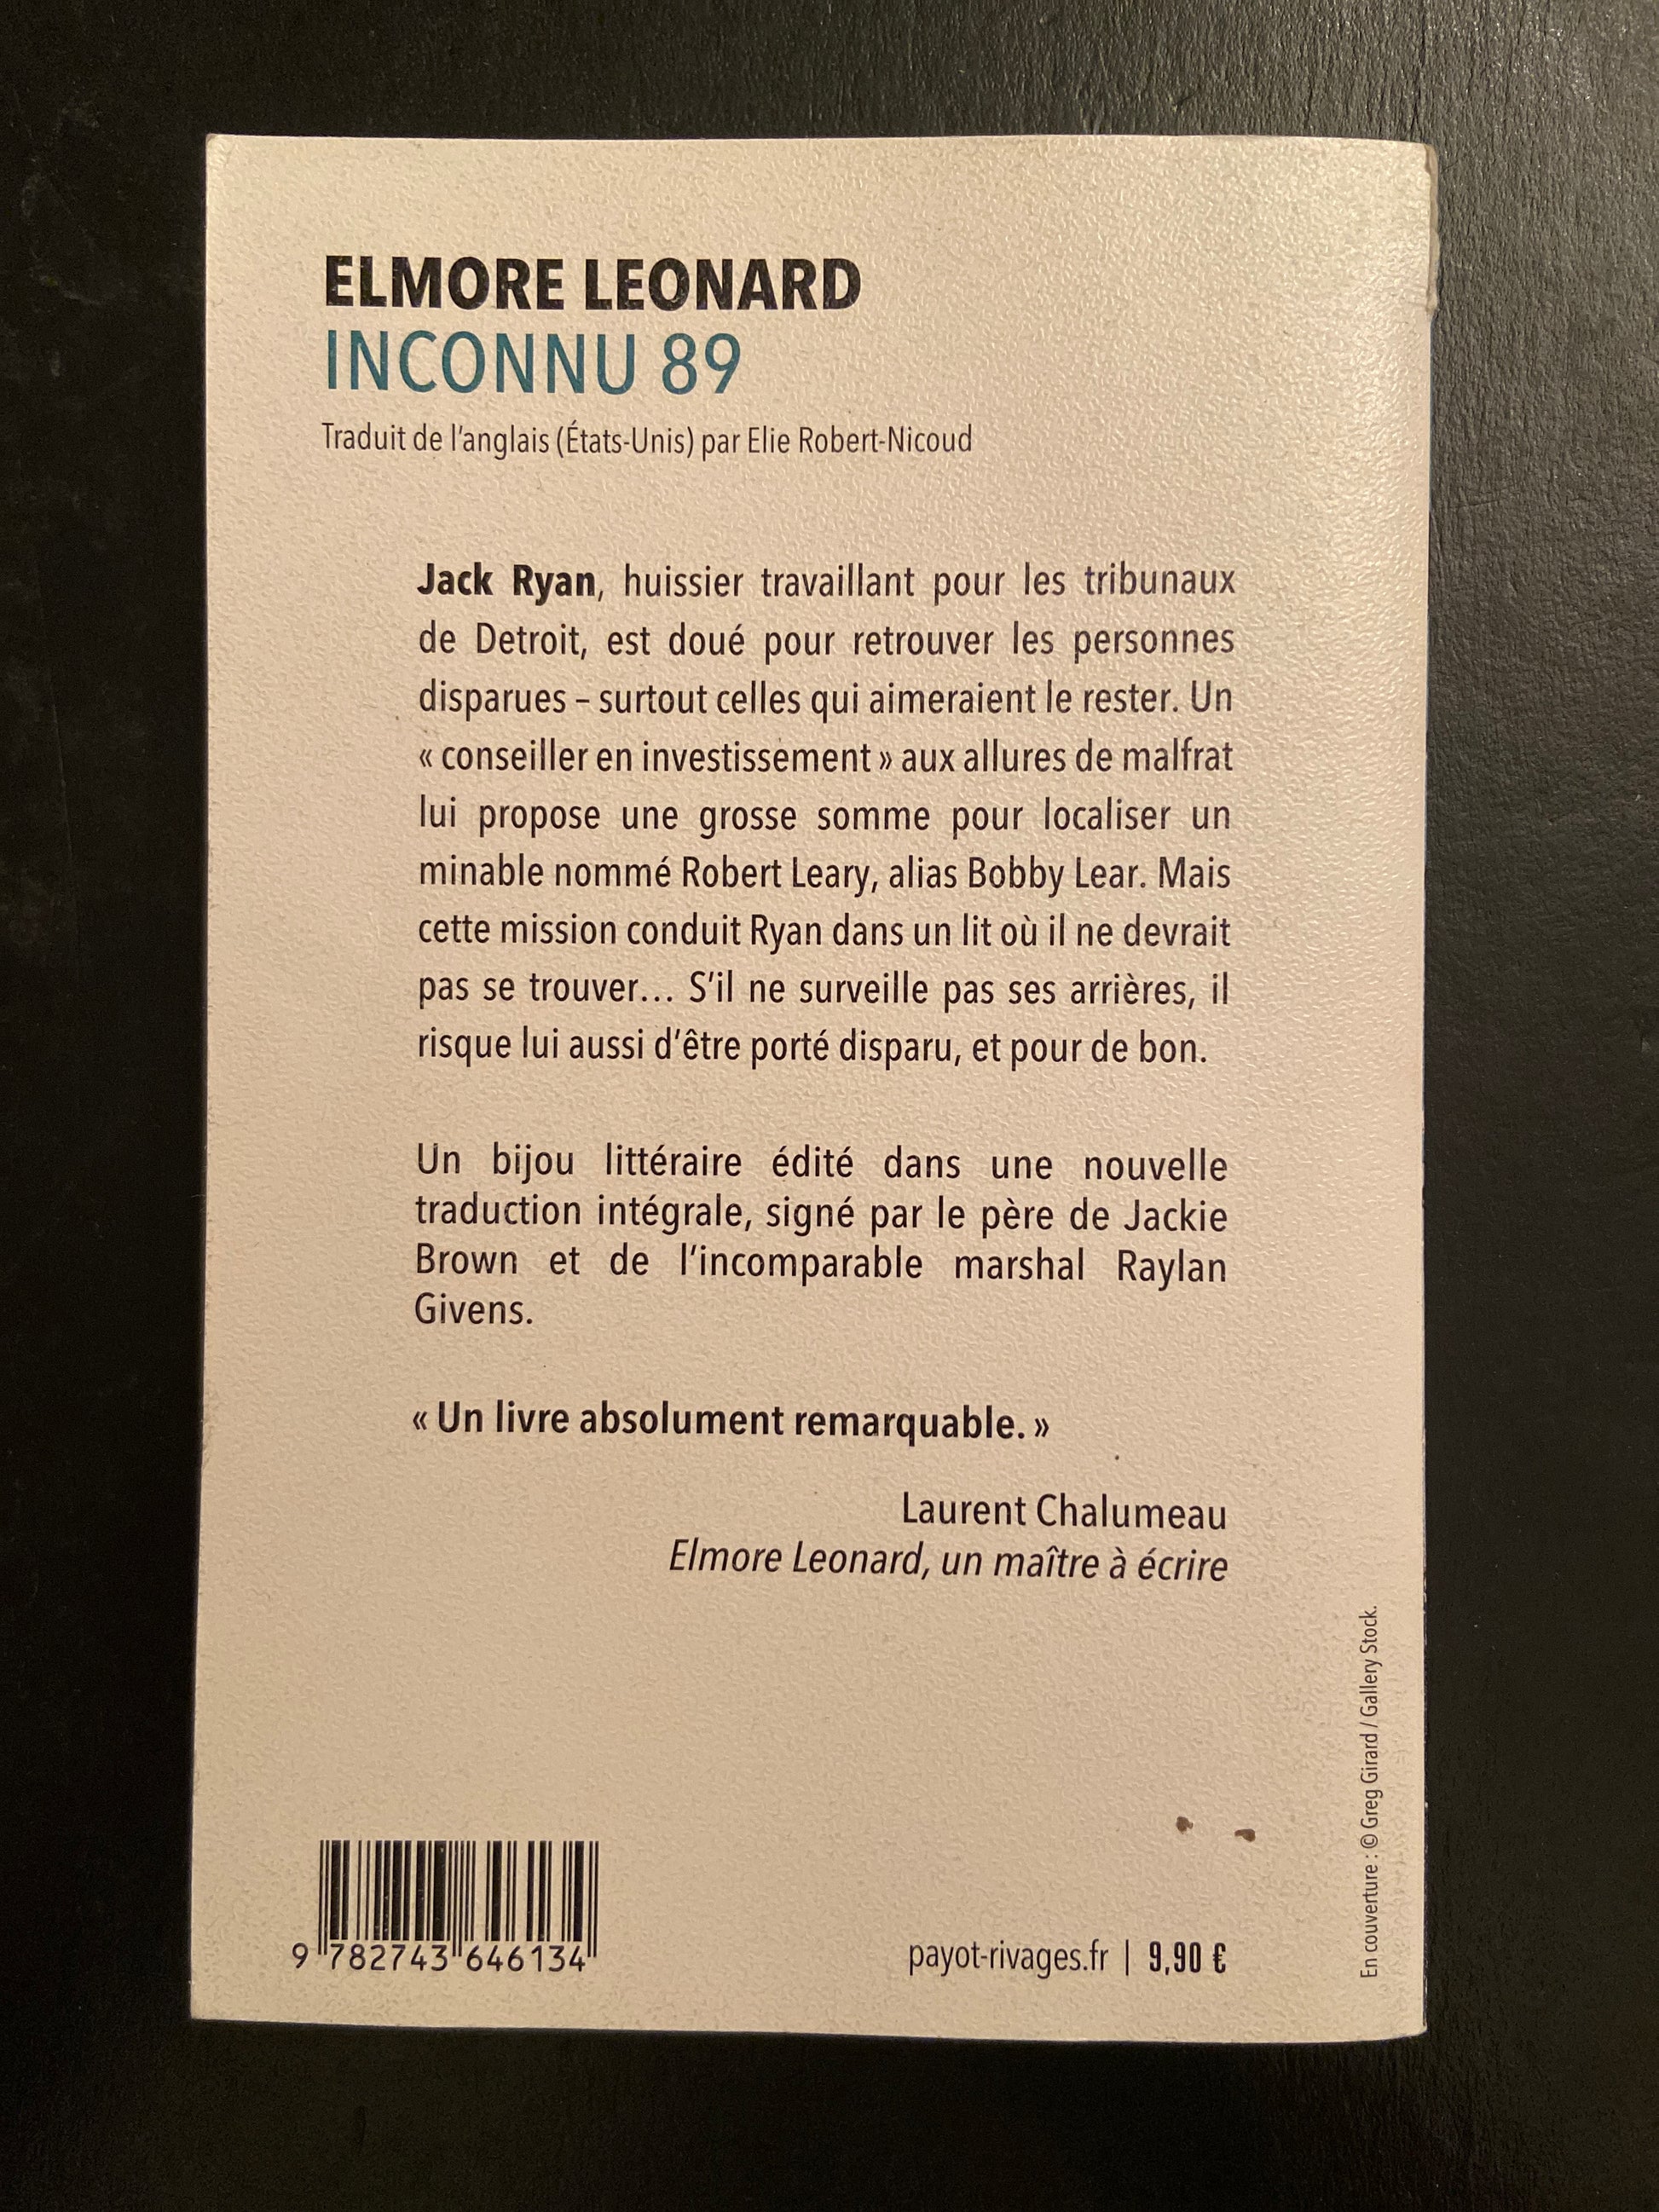 ELMORE LEONARD
INCONNU 89
Traduit de l'anglais (États-Unis) par Elie Robert-Nicoud
Jack Ryan, huissier travaillant pour les tribunaux
de Detroit, est doué pour retrouver les personnes
disparues – surtout celles qui aimeraient le rester. Un
« conseiller en investissement » aux allures de malfrat
lui propose une grosse somme pour localiser un
minable nommé Robert Leary, alias Bobby Lear. Mais
cette mission conduit Ryan dans un lit où il ne devrait
pas se trouver… S'il ne surveille pas ses arrières, il
risque lui aussi d'être porté disparu, et pour de bon.
Un bijou littéraire édité dans une nouvelle
traduction intégrale, signé par le père de Jackie
Brown et de l'incomparable marshal Raylan
Givens.
« Un livre absolument remarquable. »
Laurent Chalumeau
Elmore Leonard, un maître à écrire
En couverture : © Greg Girard / Gallery Stock.
9 782743 646134
payot-rivages.fr | 9,90 €